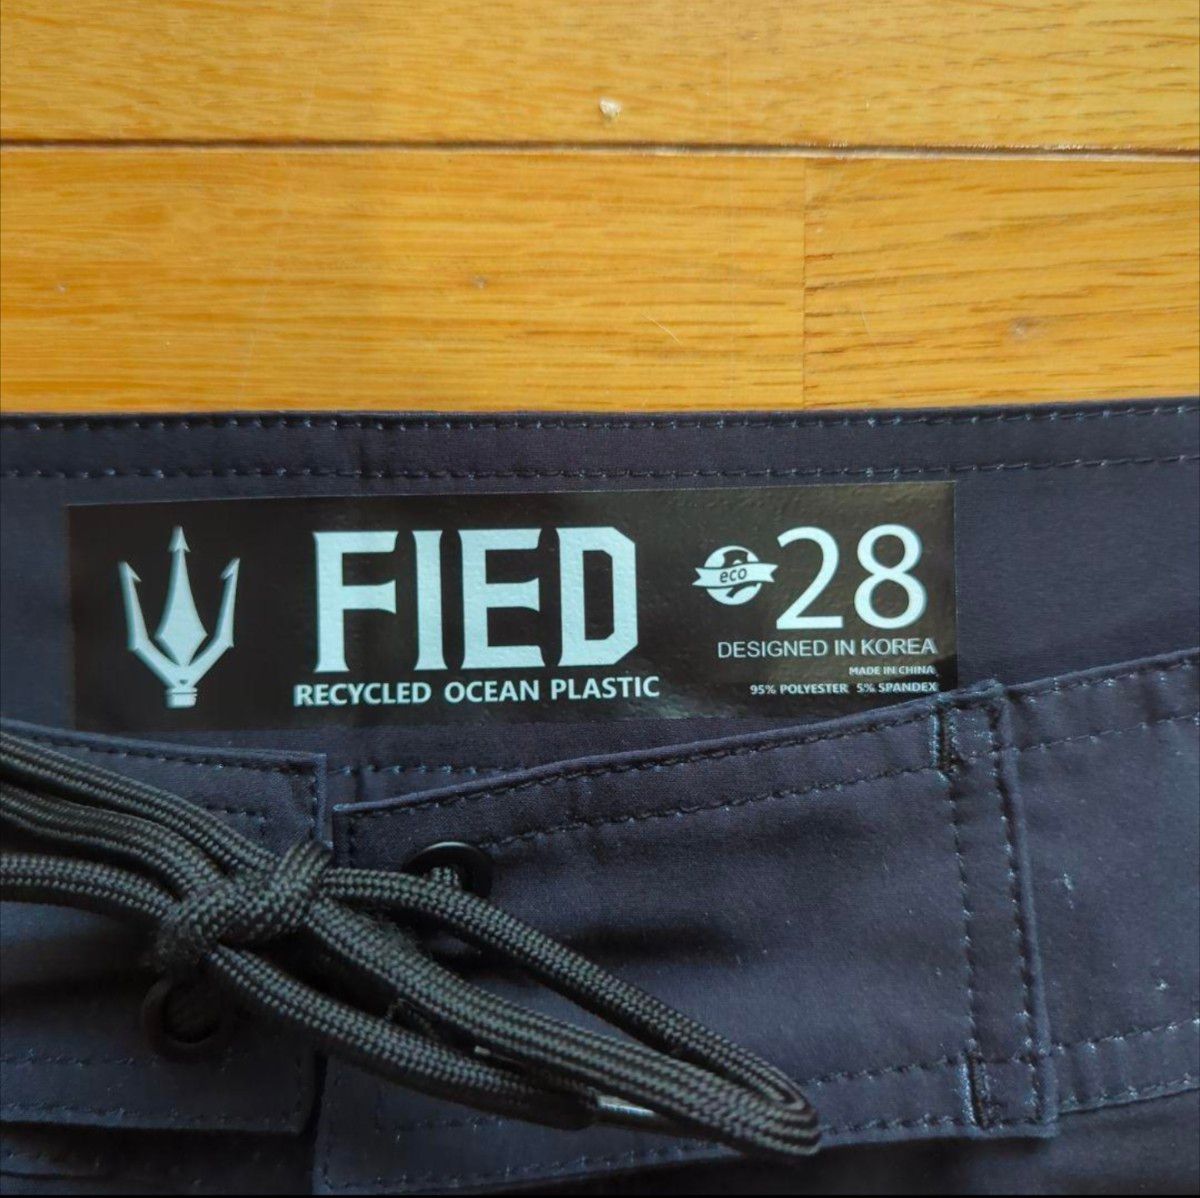 FIED
RECYCLED OCEAN PLASTIC
eco
28
DESIGNED IN KOREA
MADE IN CHINA
95% POLYESTER 5% SPANDEX